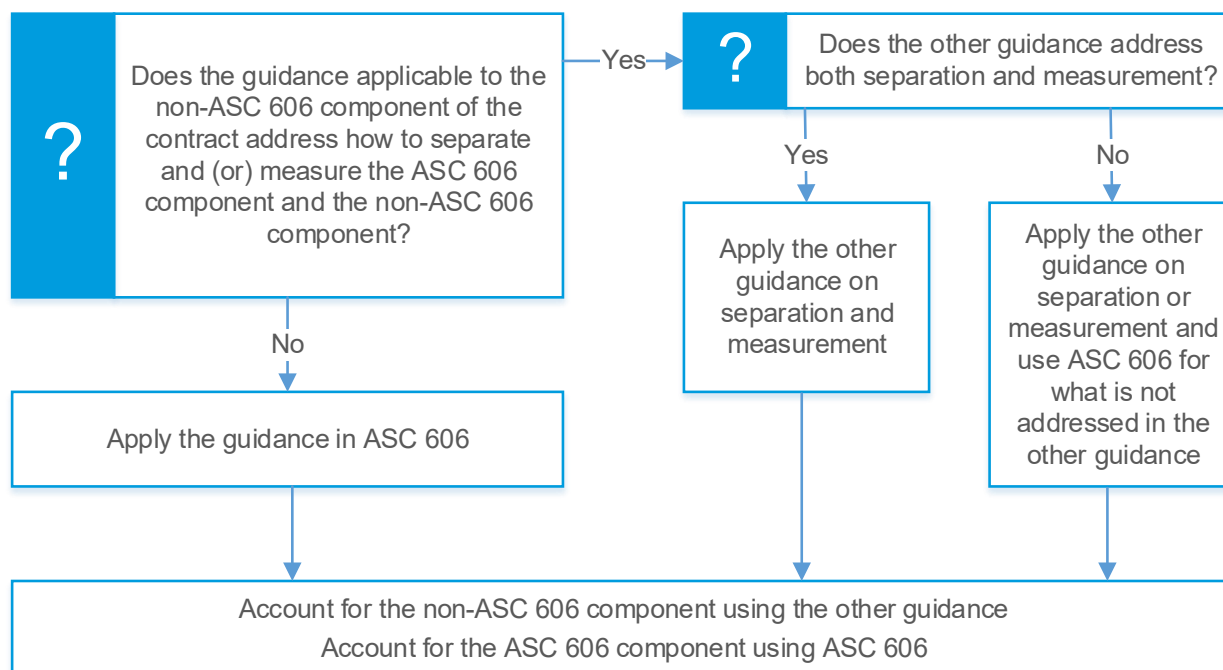 ?
Does the guidance applicable to the
non-ASC 606 component of the
contract address how to separate
and (or) measure the ASC 606
component and the non-ASC 606
component?
Yes
?
Does the other guidance address
both separation and measurement?
Yes
No
No
Apply the guidance in ASC 606
Apply the other
guidance on
separation and
measurement
Apply the other
guidance on
separation or
measurement and
use ASC 606 for
what is not
addressed in the
other guidance
Account for the non-ASC 606 component using the other guidance
Account for the ASC 606 component using ASC 606